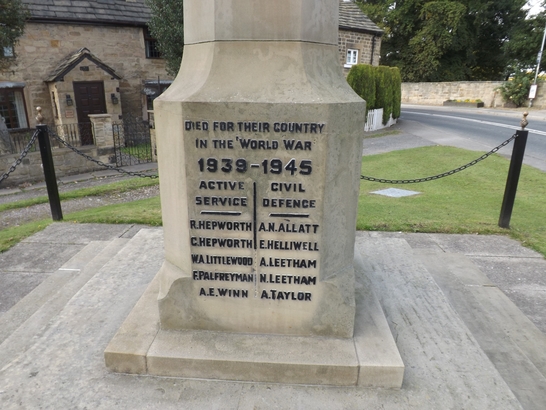 DIED FOR THEIR COUNTRY
IN THE WORLD WAR
1939-1945
ACTIVE CIVIL
SERVICE DEFENCE
R.HEPWORTH A.N.ALLATT
C.HEPWORTH E.HELLIWELL
W.A.LITTLEWOOD A.LEETHAM
F.PALFREYMAN N.LEETHAM
A.E.WINN A.TAYLOR